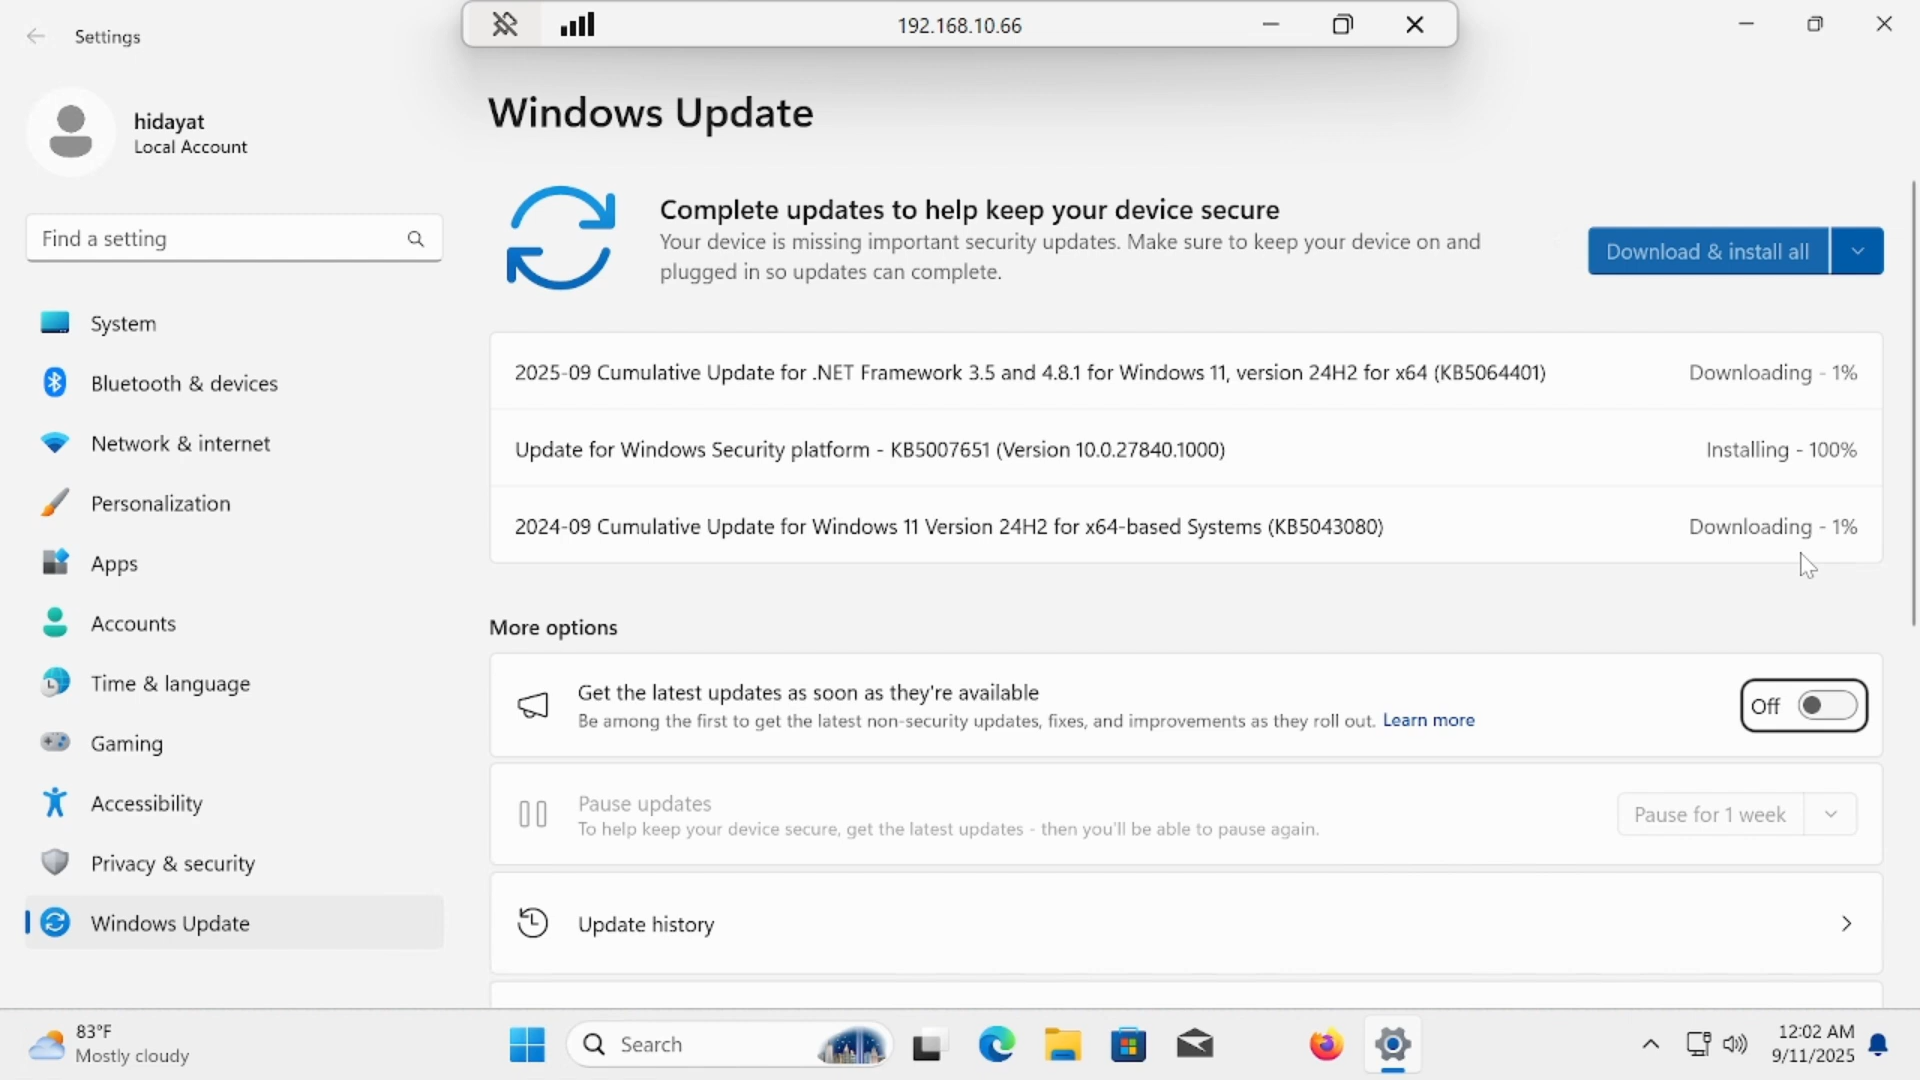 Settings
192.168.10.66
hidayat
Local Account
Find a setting
System
Bluetooth & devices
Network & internet
Personalization
Apps
Accounts
Time & language
Gaming
Accessibility
Privacy & security
Windows Update
Windows Update
Complete updates to help keep your device secure
Your device is missing important security updates. Make sure to keep your device on and
plugged in so updates can complete.
Download & install all
2025-09 Cumulative Update for .NET Framework 3.5 and 4.8.1 for Windows 11, version 24H2 for x64 (KB5064401) Downloading - 1%
Update for Windows Security platform - KB5007651 (Version 10.0.27840.1000) Installing - 100%
2024-09 Cumulative Update for Windows 11 Version 24H2 for x64-based Systems (KB5043080) Downloading - 1%
More options
Get the latest updates as soon as they're available
Be among the first to get the latest non-security updates, fixes, and improvements as they roll out. Learn more
Off
Pause updates
To help keep your device secure, get the latest updates - then you'll be able to pause again.
Pause for 1 week
Update history
83°F
Mostly cloudy
Search
12:02 AM
9/11/2025